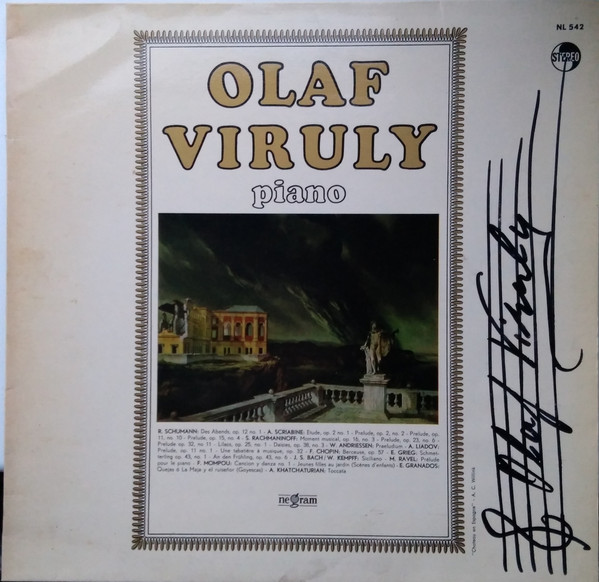 NL 542
STEREO
OLAF
VIRULY
piano
R. SCHUMANN: Des Abends, op. 12 no. 1 - A. SCRIABINE: Etude, op. 2 no. 1 - Prelude, op. 2, no. 2 - Prelude, op.
11, no. 10 - Prelude, op. 15, no. 4 - S. RACHMANINOFF: Moment musical, op. 16, no. 3 - Prelude, op. 23, no. 6 -
Prelude op. 32, no 11 - Lilacs, op. 21, no. 1 - Daisies, op. 38, no. 3 - W. ANDRIESSEN: Praeludium - A. LIADOV:
Prelude, op. 11 no. 1 - Une tabatière à musique, op. 32 - F. CHOPIN: Berceuse, op. 57 - E. GRIEG: Schmet-
terling op. 43, no. 1 - An den Frühling, op. 43, no. 6 - J. S. BACH/W. KEMPFF: Siciliano - M. RAVEL: Prélude
pour le piano - F. MOMPOU: Cancion y danza no. 1 - Jeunes filles au jardin (Scènes d'enfants) - E. GRANADOS:
Quejas à La Maja y el ruiseñor (Goyescas) - A. KHATCHATURIAN: Toccata
negram
"Chateau en Espagne" - A. C. Willink
Olaf Viruly